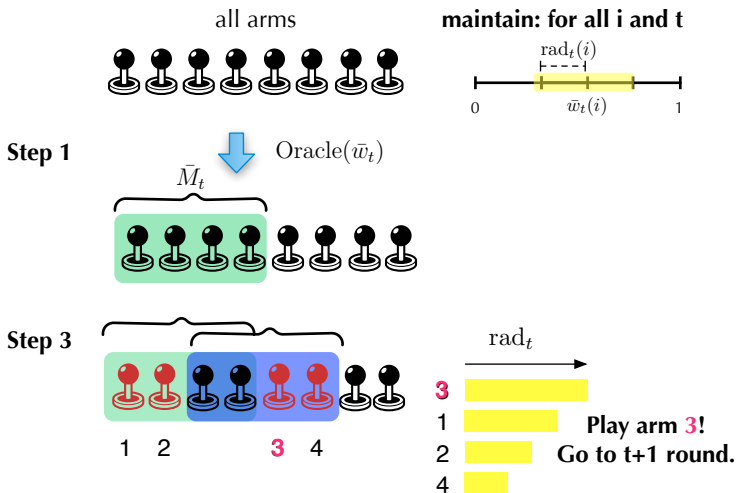 all arms
maintain: for all i and t
rad_t(i)
0
w̄_t(i)
1
Step 1
Oracle(w̄_t)
M̄_t
Step 3
rad_t
3
1
Play arm 3!
2
Go to t+1 round.
4
1 2 3 4